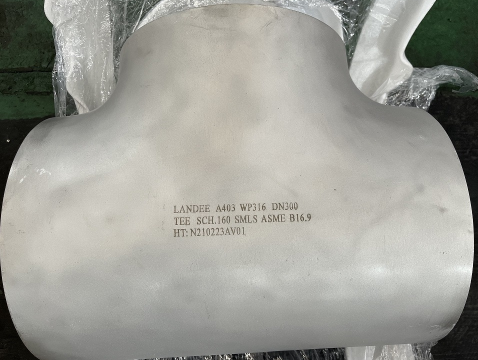 LANDEE A403 WP316 DN300
TEE SCH.160 SMLS ASME B16.9
HT: N210223AV01